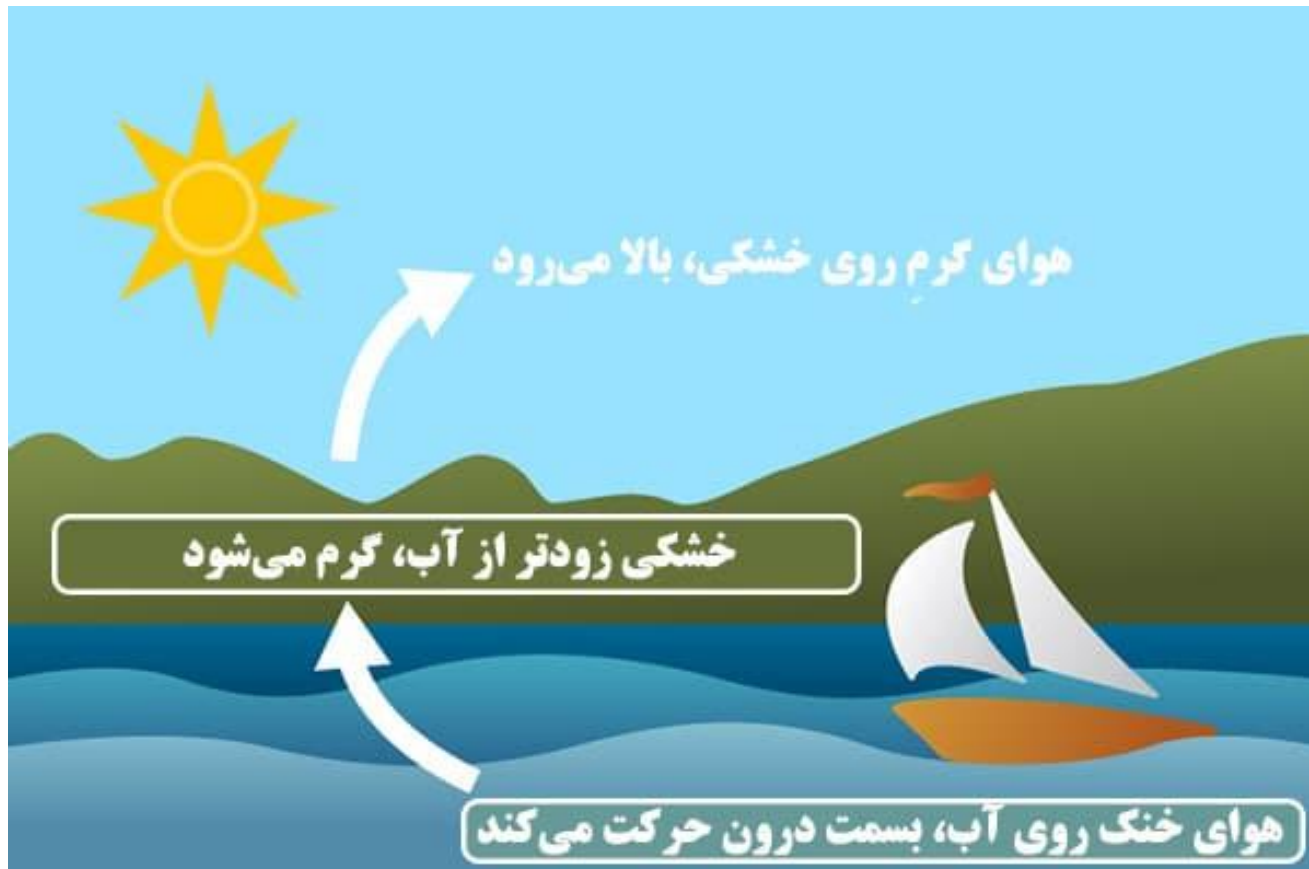 هوای گرمِ روی خشکی، بالا می‌رود
خشکی زودتر از آب، گرم می‌شود
هوای خنک روی آب، بسمت درون حرکت می‌کند